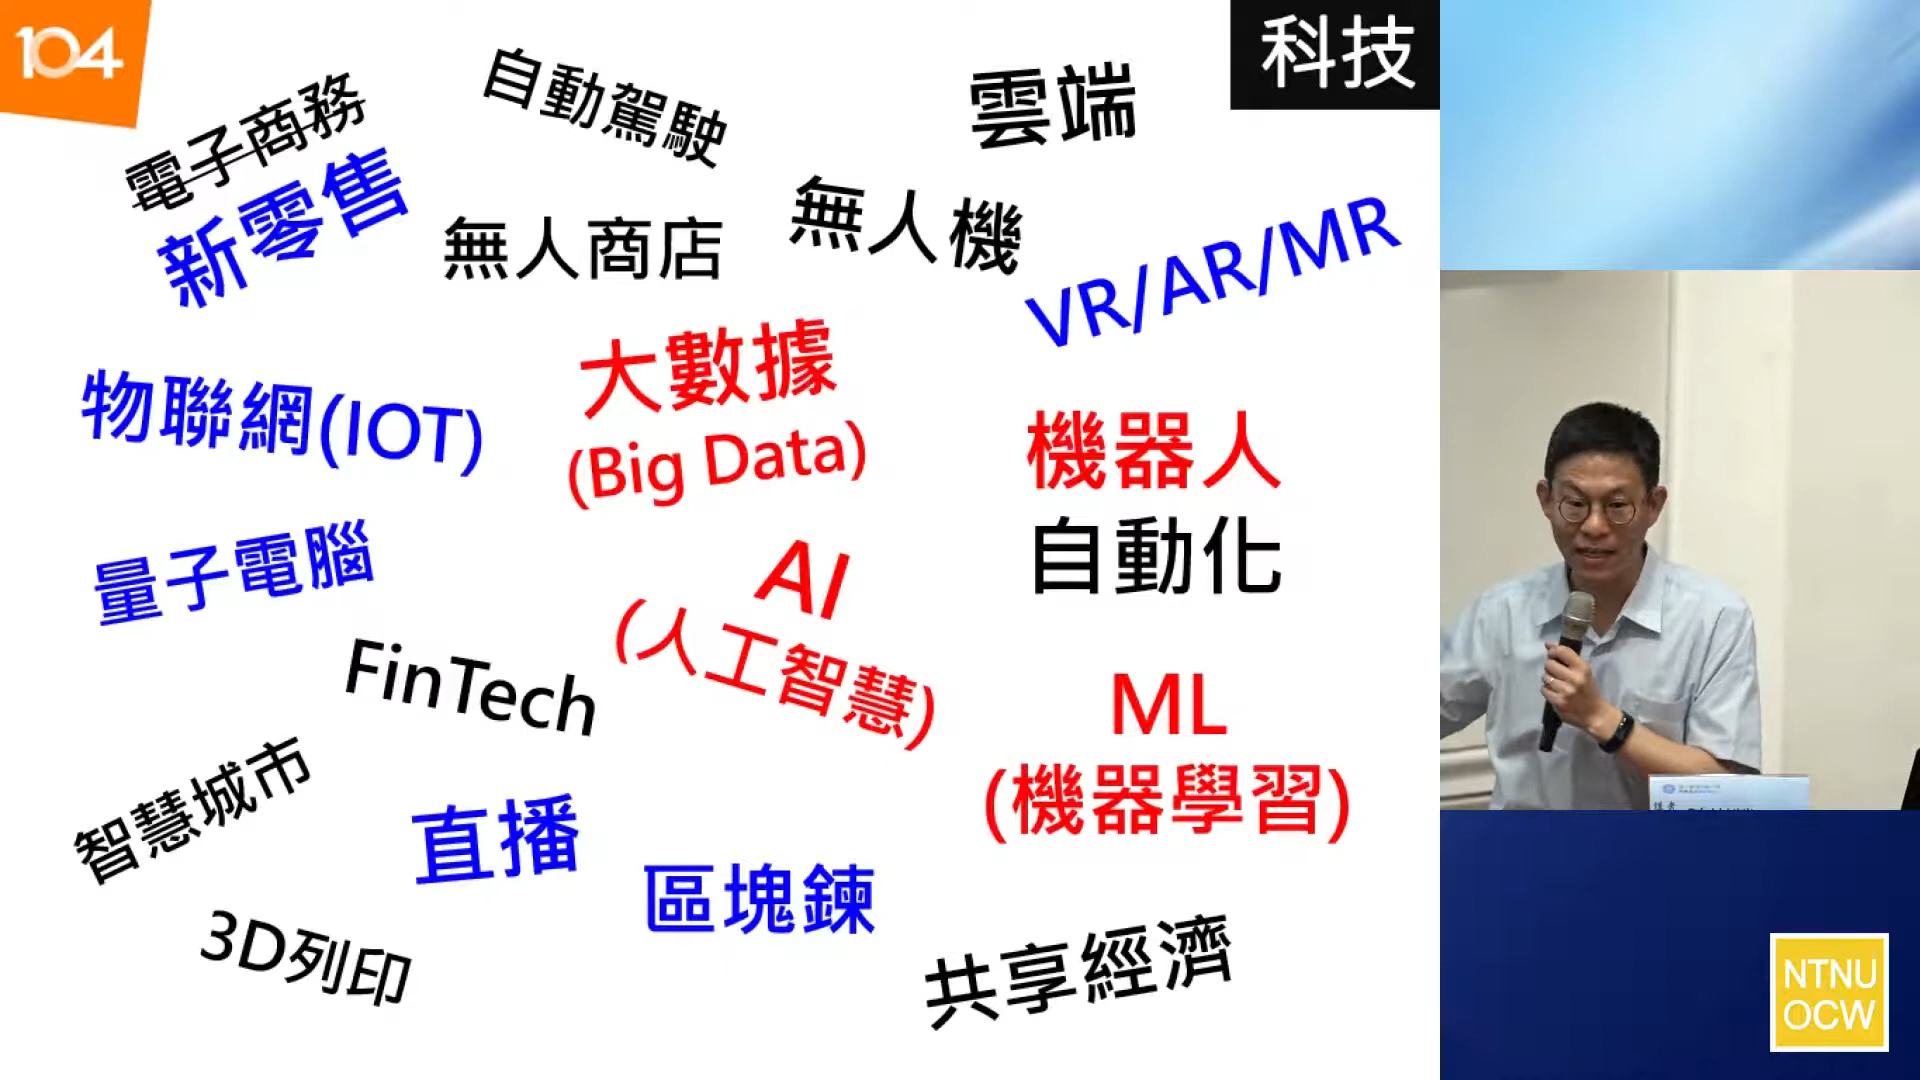 104
科技
自動駕駛
雲端
電子商務
新零售
無人商店
無人機
VR/AR/MR
大數據
(Big Data)
物聯網(IOT)
機器人
自動化
量子電腦
AI
(人工智慧)
FinTech
ML
(機器學習)
智慧城市
直播
區塊鍊
3D列印
共享經濟
NTNU
OCW